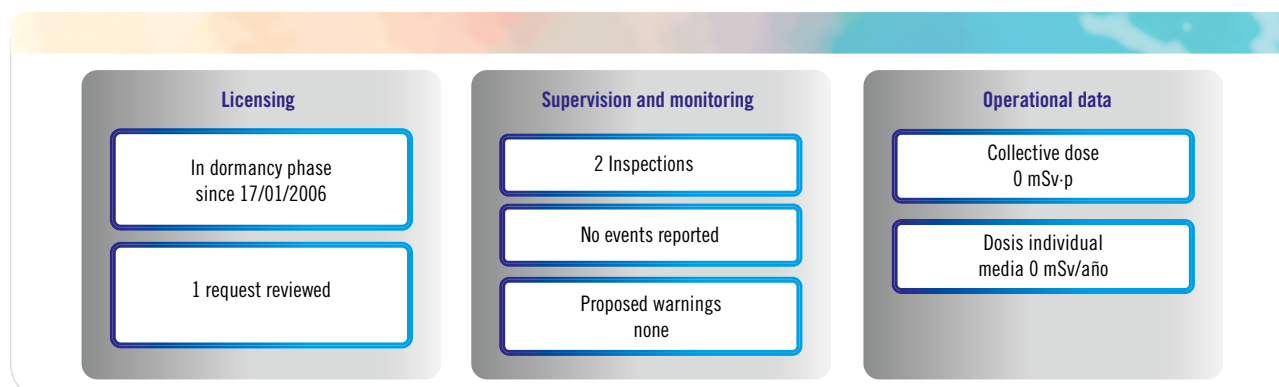 Licensing
In dormancy phase
since 17/01/2006
1 request reviewed
Supervision and monitoring
2 Inspections
No events reported
Proposed warnings
none
Operational data
Collective dose
0 mSv·p
Dosis individual
media 0 mSv/año